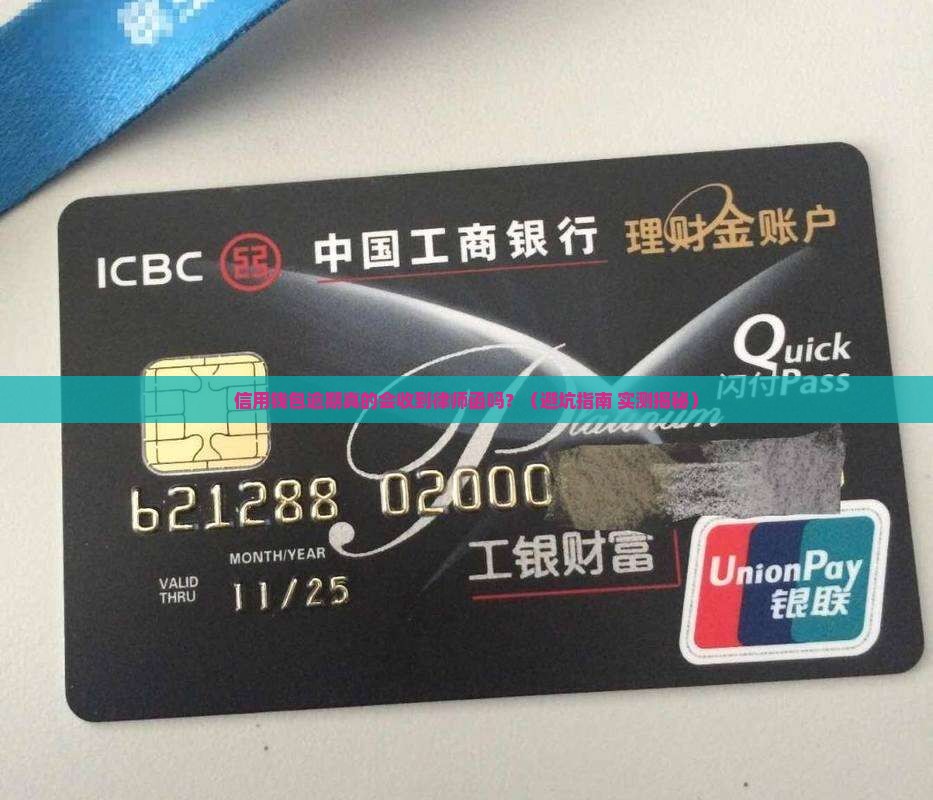 ICBC 中国工商银行 理财金账户
Quick
闪付Pass
信用钱包逾期真的会收到律师函吗？（避坑指南 实测揭秘）
Platinum
621288 02000
MONTH/YEAR
VALID THRU 11/25
工银财富
UnionPay
银联